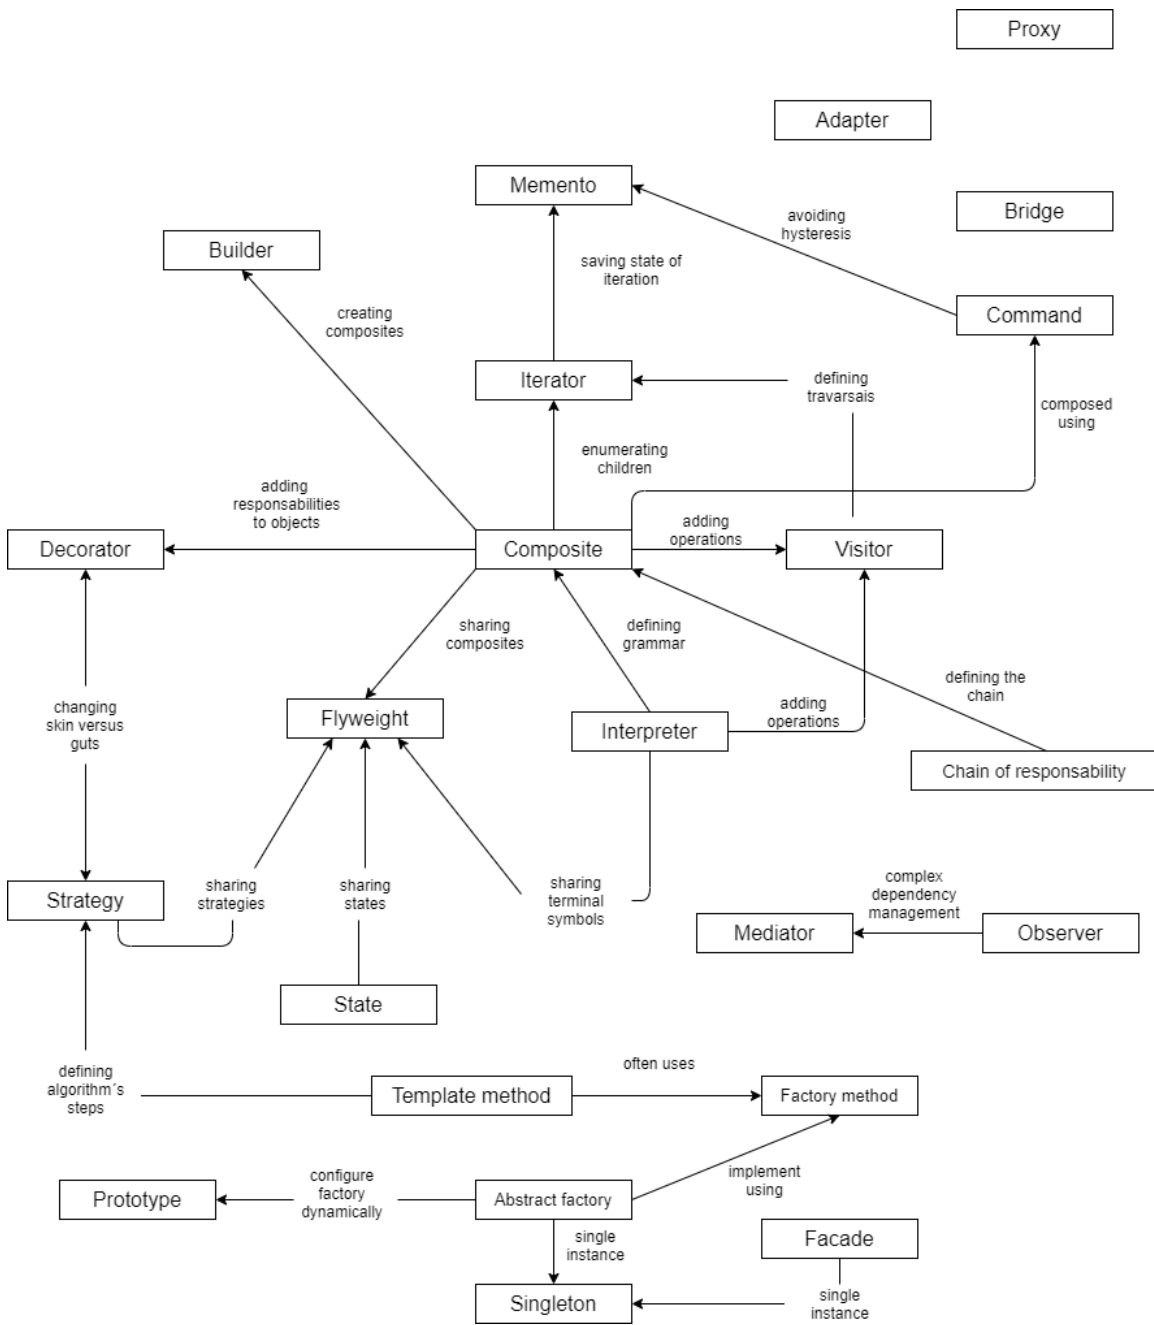 Proxy
Adapter
Memento
Bridge
avoiding
hysteresis
Builder
saving state of
iteration
creating
composites
Command
Iterator
defining
travarsais
composed
using
enumerating
children
adding
responsabilities
to objects
adding
operations
Decorator
Composite
Visitor
sharing
composites
defining
grammar
defining the
chain
changing
skin versus
guts
Flyweight
Interpreter
adding
operations
Chain of responsability
sharing
strategies
sharing
states
sharing
terminal
symbols
complex
dependency
management
Strategy
Mediator
Observer
State
defining
algorithm´s
steps
often uses
Template method
Factory method
configure
factory
dynamically
implement
using
Prototype
Abstract factory
single
instance
Facade
Singleton
single
instance